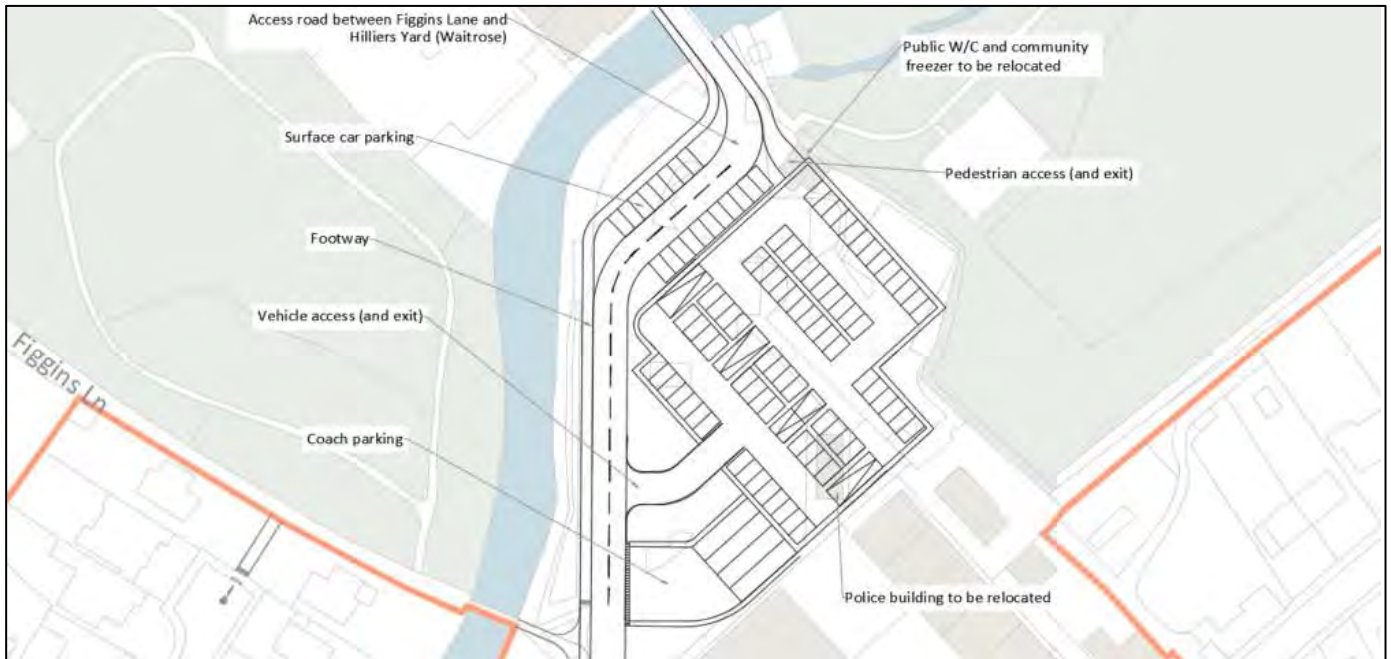 Access road between Figgins Lane and
Hilliers Yard (Waitrose)
Public W/C and community
freezer to be relocated
Surface car parking
Pedestrian access (and exit)
Footway
Vehicle access (and exit)
Figgins Ln
Coach parking
Police building to be relocated